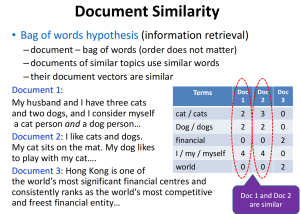 Document Similarity
• Bag of words hypothesis (information retrieval)
–document – bag of words (order does not matter)
–documents of similar topics use similar words
–their document vectors are similar
Document 1:
My husband and I have three cats
and two dogs, and I consider myself
a cat person and a dog person…
Document 2: I like cats and dogs.
My cat sits on the mat. My dog likes
to play with my cat….
Document 3: Hong Kong is one of
the world's most significant financial centres and
consistently ranks as the world's most competitive
and freest financial entity…
Terms Doc 1 Doc 2 Doc 3
cat / cats 2 3 0
Dog / dogs 2 2 0
financial 0 0 2
I / my / myself 4 4 0
world 0 0 2
Doc 1 and Doc 2
are similar